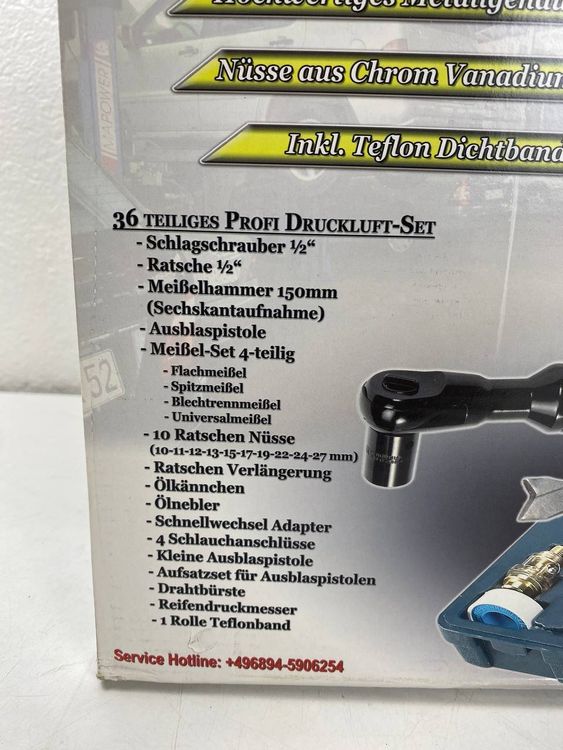 Hochwertiges
Nüsse aus Chrom Vanadium
Inkl. Teflon Dichtband
36 TEILIGES PROFI DRUCKLUFT-SET
- Schlagschrauber ½“
- Ratsche ½“
- Meißelhammer 150mm
(Sechskantaufnahme)
- Ausblaspistole
- Meißel-Set 4-teilig
- Flachmeißel
- Spitzmeißel
- Blechtrennmeißel
- Universalmeißel
- 10 Ratschen Nüsse
(10-11-12-13-15-17-19-22-24-27 mm)
- Ratschen Verlängerung
- Ölkännchen
- Ölnebler
- Schnellwechsel Adapter
- 4 Schlauchanschlüsse
- Kleine Ausblaspistole
- Aufsatzset für Ausblaspistolen
- Drahtbürste
- Reifendruckmesser
- 1 Rolle Teflonband
52
Service Hotline: +496894-5906254